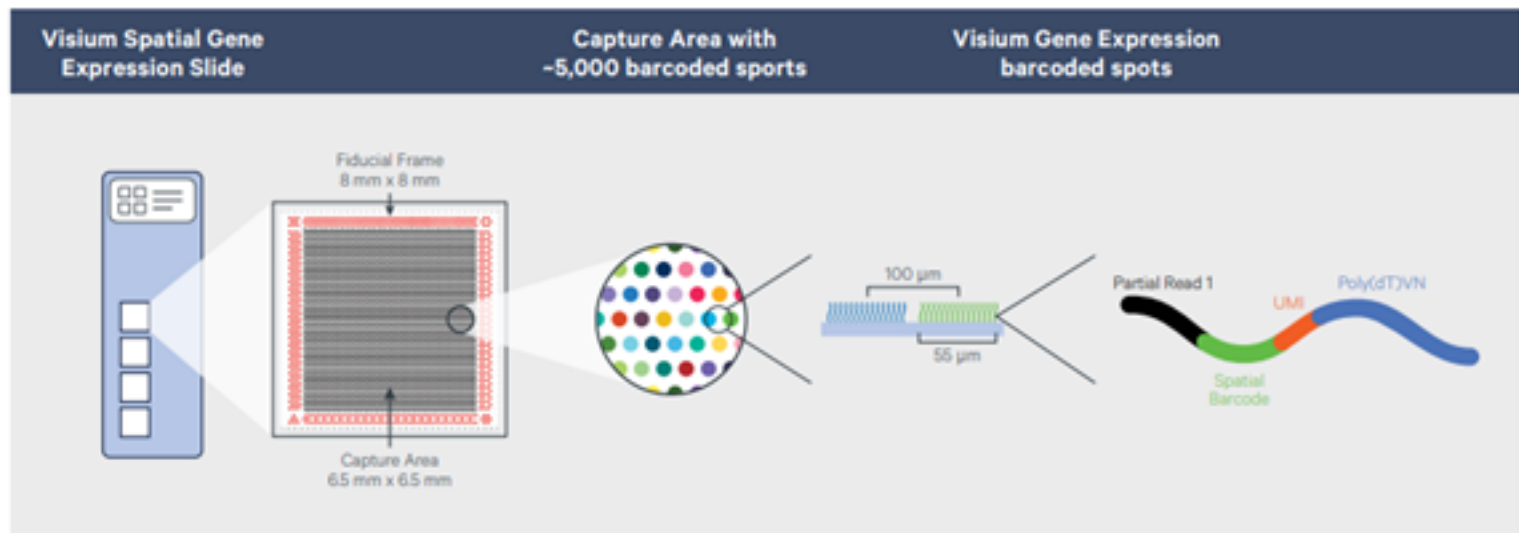 Visium Spatial Gene
Expression Slide
Capture Area with
~5,000 barcoded sports
Visium Gene Expression
barcoded spots
Fiducial Frame
8 mm x 8 mm
Capture Area
6.5 mm x 6.5 mm
100 µm
55 µm
Partial Read 1
Spatial
Barcode
UMI
Poly(dT)VN